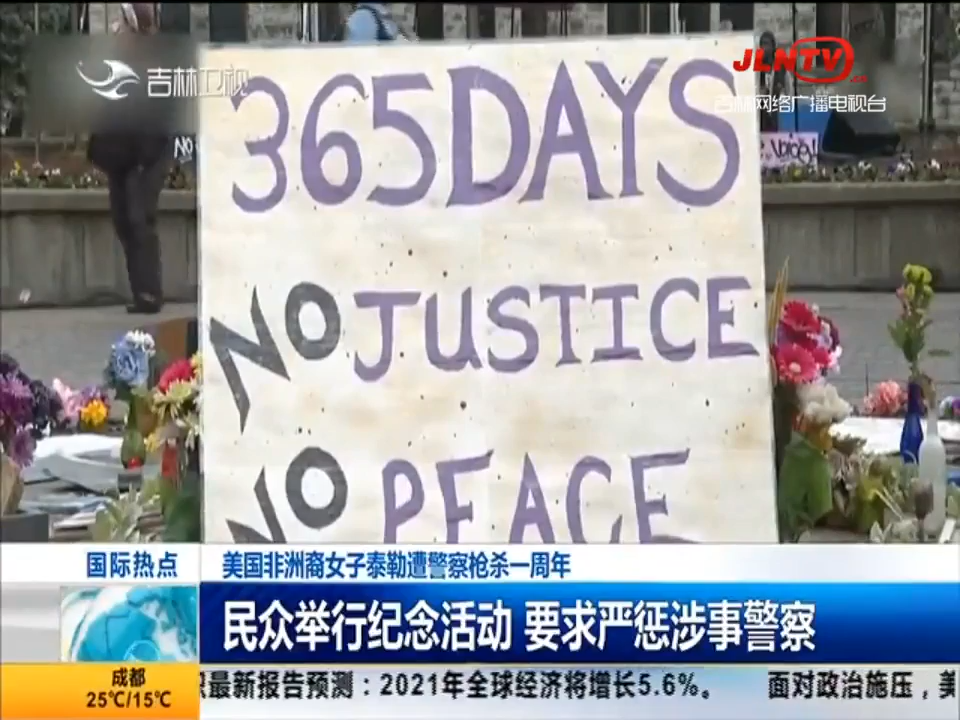 吉林卫视
JLNTV
吉林网络广播电视台
365DAYS
NO JUSTICE
NO PEACE
国际热点
美国非洲裔女子泰勒遭警察枪杀一周年
民众举行纪念活动 要求严惩涉事警察
成都
25℃/15℃
织最新报告预测：2021年全球经济将增长5.6%。 面对政治施压，美